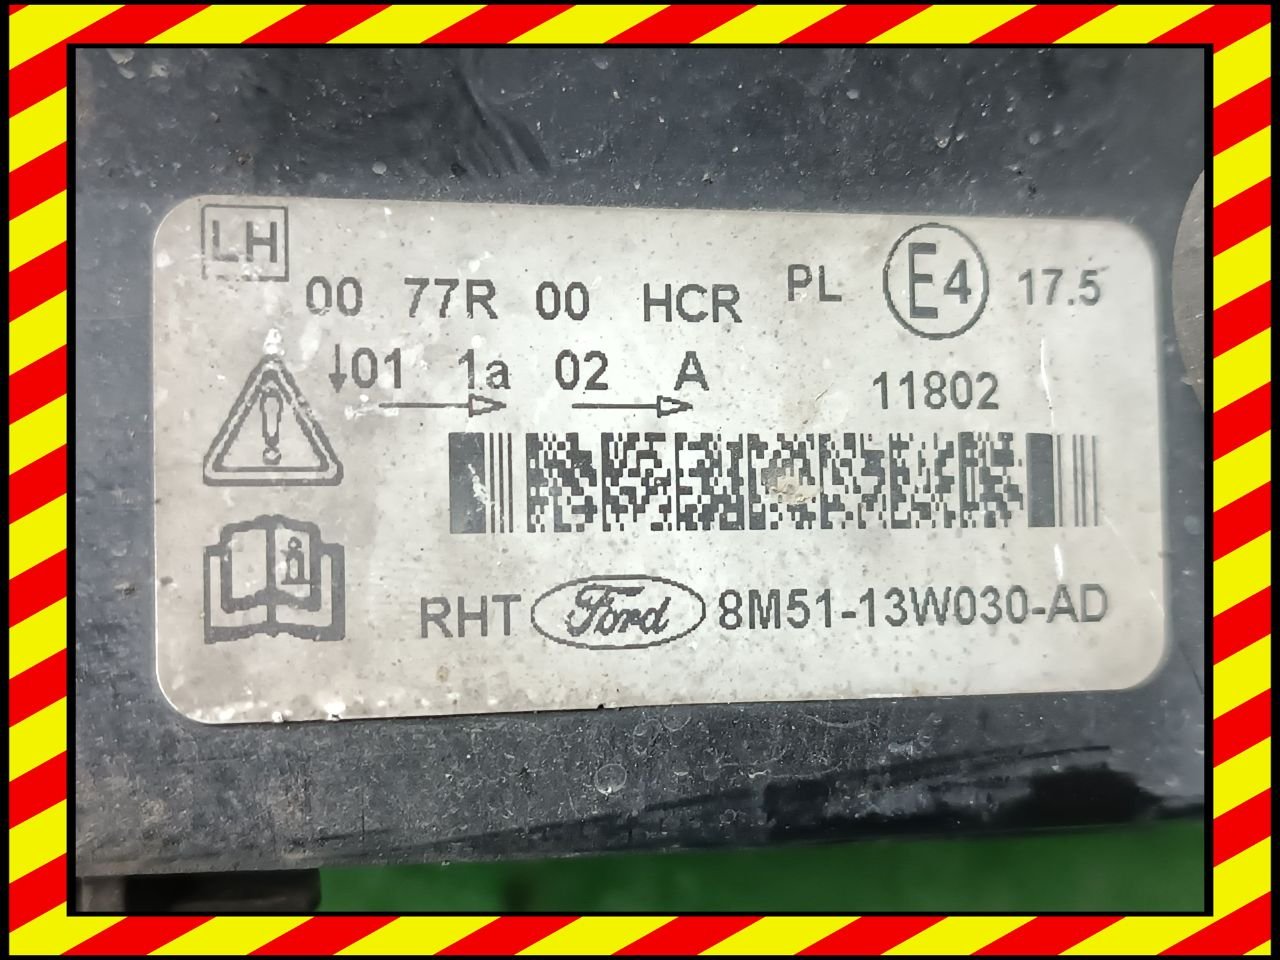 LH
00 77R 00 HCR PL E4 17.5
↓01 1a 02 A
11802
RHT Ford 8M51-13W030-AD